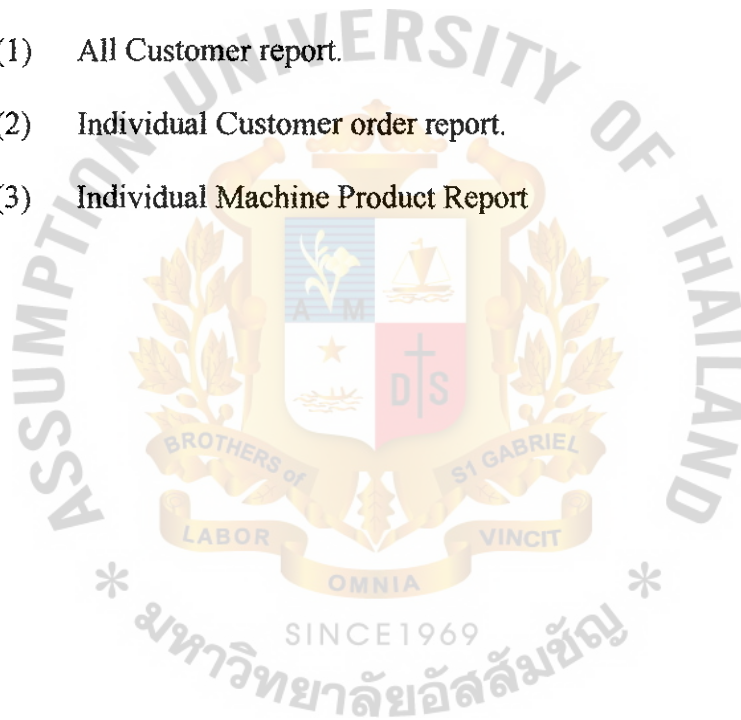 (1) All Customer report.
(2) Individual Customer order report.
(3) Individual Machine Product Report
ASSUMPTION UNIVERSITY OF THAILAND
A M
D S
BROTHERS of
S1 GABRIEL
LABOR
OMNIA
VINCIT
SINCE1969
* มหาวิทยาลัยอัสสัมชัญ *